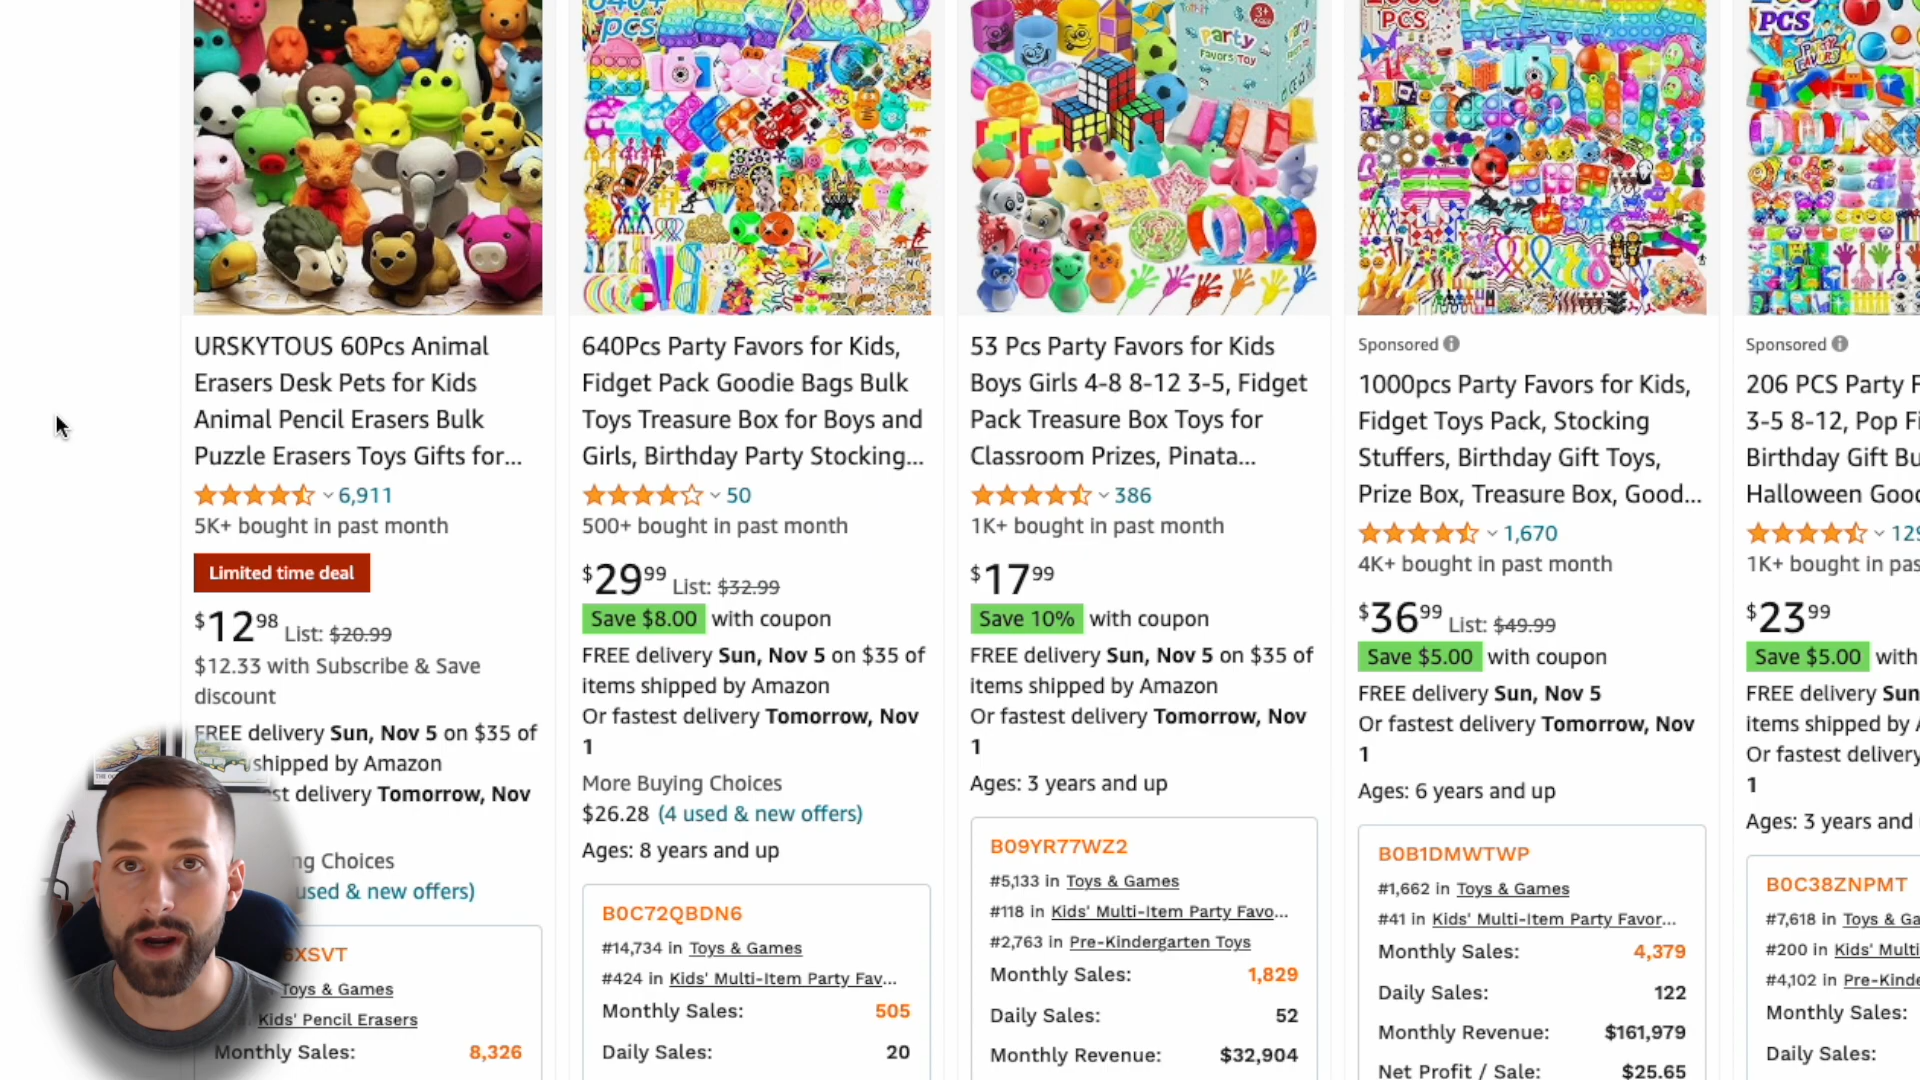 640+
pcs
Party
Favors Toy
3+
PCS
PCS
URSKYTOUS 60Pcs Animal
Erasers Desk Pets for Kids
Animal Pencil Erasers Bulk
Puzzle Erasers Toys Gifts for...
6,911
5K+ bought in past month
Limited time deal
$12.98 List: $20.99
$12.33 with Subscribe & Save
discount
FREE delivery Sun, Nov 5 on $35 of
shipped by Amazon
st delivery Tomorrow, Nov
ng Choices
used & new offers)
6XSVT
Toys & Games
Kids' Pencil Erasers
Monthly Sales: 8,326
640Pcs Party Favors for Kids,
Fidget Pack Goodie Bags Bulk
Toys Treasure Box for Boys and
Girls, Birthday Party Stocking...
50
500+ bought in past month
$29.99 List: $32.99
Save $8.00 with coupon
FREE delivery Sun, Nov 5 on $35 of
items shipped by Amazon
Or fastest delivery Tomorrow, Nov
1
More Buying Choices
$26.28 (4 used & new offers)
Ages: 8 years and up
B0C72QBDN6
#14,734 in Toys & Games
#424 in Kids' Multi-Item Party Fav...
Monthly Sales: 505
Daily Sales: 20
53 Pcs Party Favors for Kids
Boys Girls 4-8 8-12 3-5, Fidget
Pack Treasure Box Toys for
Classroom Prizes, Pinata...
386
1K+ bought in past month
$17.99
Save 10% with coupon
FREE delivery Sun, Nov 5 on $35 of
items shipped by Amazon
Or fastest delivery Tomorrow, Nov
1
Ages: 3 years and up
B09YR77WZ2
#5,133 in Toys & Games
#118 in Kids' Multi-Item Party Favo...
#2,763 in Pre-Kindergarten Toys
Monthly Sales: 1,829
Daily Sales: 52
Monthly Revenue: $32,904
Sponsored
1000pcs Party Favors for Kids,
Fidget Toys Pack, Stocking
Stuffers, Birthday Gift Toys,
Prize Box, Treasure Box, Good...
1,670
4K+ bought in past month
$36.99 List: $49.99
Save $5.00 with coupon
FREE delivery Sun, Nov 5
Or fastest delivery Tomorrow, Nov
1
Ages: 6 years and up
B0B1DMWTWP
#1,662 in Toys & Games
#41 in Kids' Multi-Item Party Favor...
Monthly Sales: 4,379
Daily Sales: 122
Monthly Revenue: $161,979
Net Profit / Sale: $25.65
Sponsored
206 PCS Party F
3-5 8-12, Pop Fi
Birthday Gift Bu
Halloween Good
129
1K+ bought in pas
$23.99
Save $5.00 with
FREE delivery Sun
items shipped by A
Or fastest delivery
1
Ages: 3 years and
B0C38ZNPMT
#7,618 in Toys & Ga
#200 in Kids' Multi
#4,102 in Pre-Kinde
Monthly Sales:
Daily Sales: